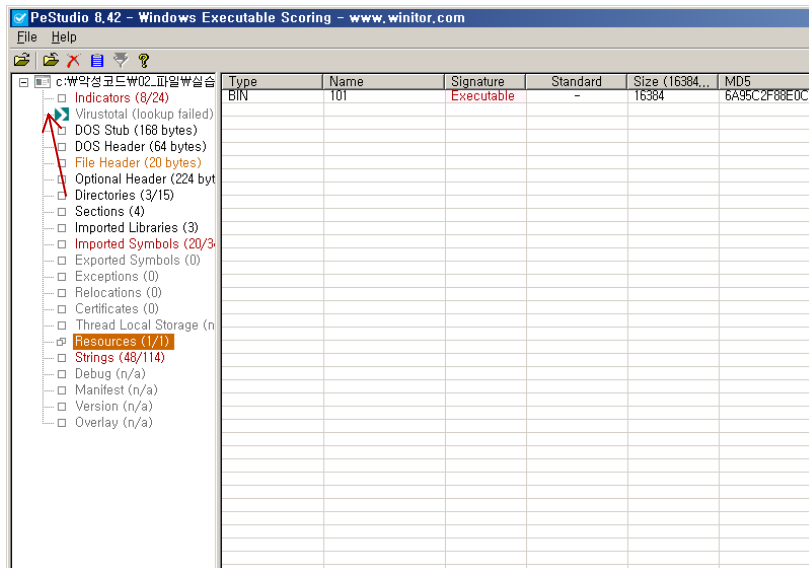 PeStudio 8,42 - Windows Executable Scoring - www,winitor,com
File Help
c:₩악성코드₩02_파일₩실습
Indicators (8/24)
Virustotal (lookup failed)
DOS Stub (168 bytes)
DOS Header (64 bytes)
File Header (20 bytes)
Optional Header (224 byt
Directories (3/15)
Sections (4)
Imported Libraries (3)
Imported Symbols (20/3
Exported Symbols (0)
Exceptions (0)
Relocations (0)
Certificates (0)
Thread Local Storage (n
Resources (1/1)
Strings (48/114)
Debug (n/a)
Manifest (n/a)
Version (n/a)
Overlay (n/a)
Type Name Signature Standard Size (16384,,, MD5
BIN 101 Executable - 16384 6A95C2F88E0C